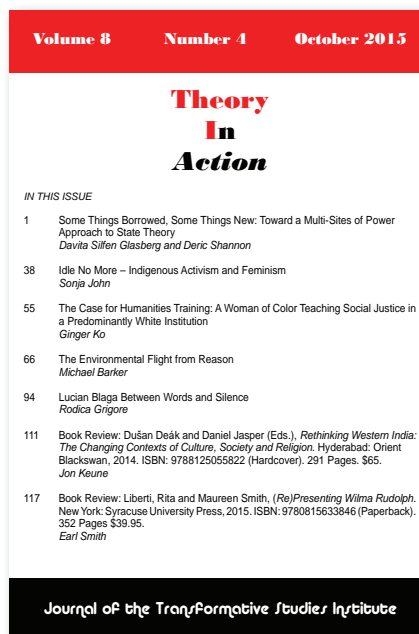 Volume 8 Number 4 October 2015
Theory
In
Action
IN THIS ISSUE
1 Some Things Borrowed, Some Things New: Toward a Multi-Sites of Power
Approach to State Theory
Davita Silfen Glasberg and Deric Shannon
38 Idle No More – Indigenous Activism and Feminism
Sonja John
55 The Case for Humanities Training: A Woman of Color Teaching Social Justice in
a Predominantly White Institution
Ginger Ko
66 The Environmental Flight from Reason
Michael Barker
94 Lucian Blaga Between Words and Silence
Rodica Grigore
111 Book Review: Dušan Deák and Daniel Jasper (Eds.), Rethinking Western India:
The Changing Contexts of Culture, Society and Religion. Hyderabad: Orient
Blackswan, 2014. ISBN: 9788125055822 (Hardcover). 291 Pages. $65.
Jon Keune
117 Book Review: Liberti, Rita and Maureen Smith, (Re)Presenting Wilma Rudolph.
New York: Syracuse University Press, 2015. ISBN: 9780815633846 (Paperback).
352 Pages $39.95.
Earl Smith
Journal of the Transformative Studies Institute